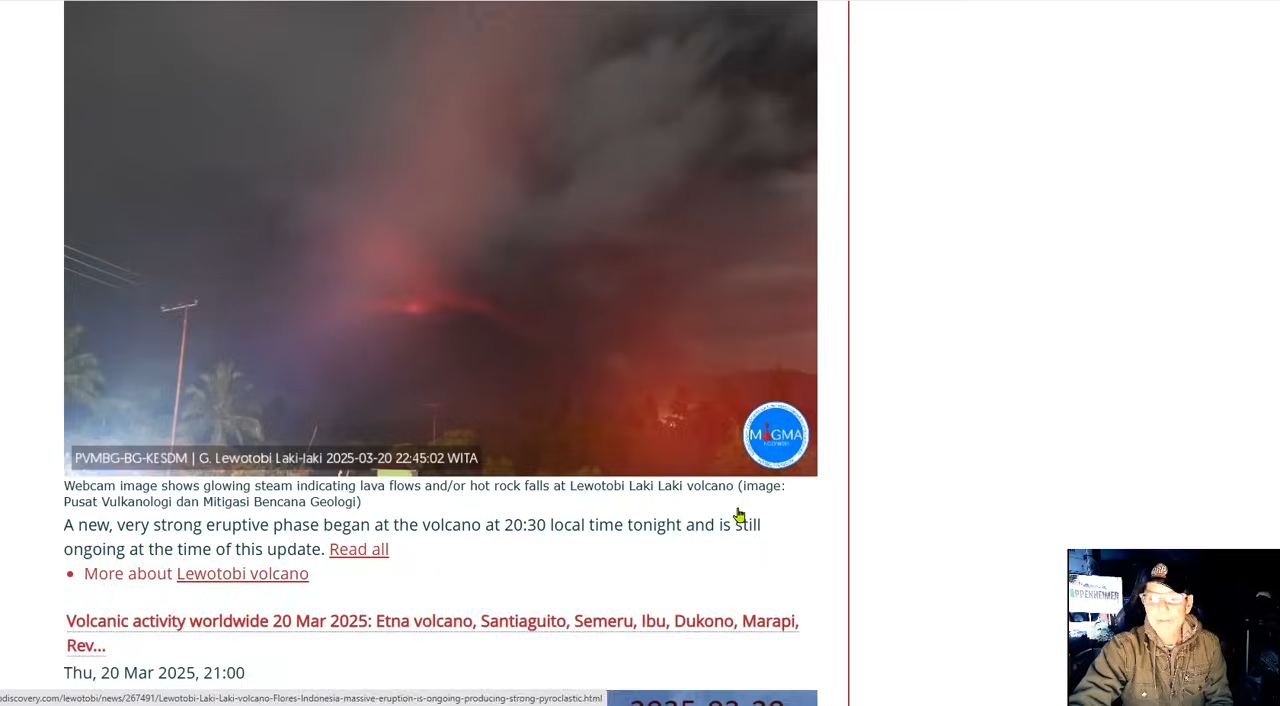 MAGMA
PVMBG-BG-KESDM | G. Lewotobi Laki-laki 2025-03-20 22:45:02 WITA
Webcam image shows glowing steam indicating lava flows and/or hot rock falls at Lewotobi Laki Laki volcano (image:
Pusat Vulkanologi dan Mitigasi Bencana Geologi)
A new, very strong eruptive phase began at the volcano at 20:30 local time tonight and is still
ongoing at the time of this update. Read all
• More about Lewotobi volcano
Volcanic activity worldwide 20 Mar 2025: Etna volcano, Santiaguito, Semeru, Ibu, Dukono, Marapi,
Rev...
Thu, 20 Mar 2025, 21:00
odiscovery.com/lewotobi/news/267491/Lewotobi-Laki-Laki-volcano-Flores-Indonesia-massive-eruption-is-ongoing-producing-strong-pyroclastic.html
2025-03-20